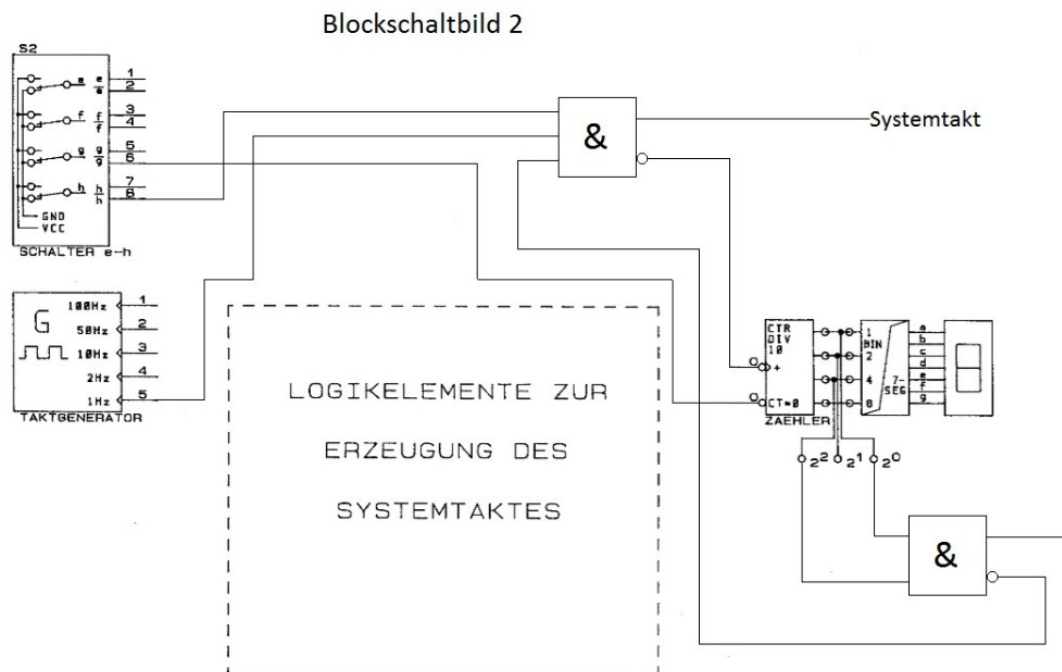 Blockschaltbild 2
S2
e e 1
e 2
f f 3
f 4
g g 5
g 6
h h 7
h 8
GND
VCC
SCHALTER e-h
& Systemtakt
100Hz 1
G 50Hz 2
10Hz 3
2Hz 4
1Hz 5
TAKTGENERATOR
LOGIKELEMENTE ZUR
ERZEUGUNG DES
SYSTEMTAKTES
CTR
DIV
10
+
CT=0
ZAEHLER
1
BIN
2
4 7-
SEG
8
a
b
c
d
e
f
g
2² 2¹ 2⁰
&